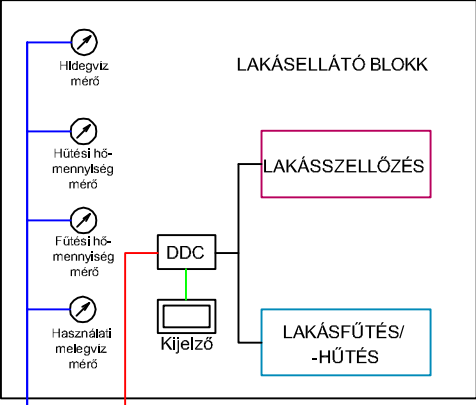 HIdegvíz
mérő
LAKÁSELLÁTÓ BLOKK
Hűtési hő-
mennyiség
mérő
LAKÁSSZELLŐZÉS
Fűtési hő-
mennyiség
mérő
DDC
Használati
melegvíz
mérő
Kijelző
LAKÁSFŰTÉS/
-HŰTÉS